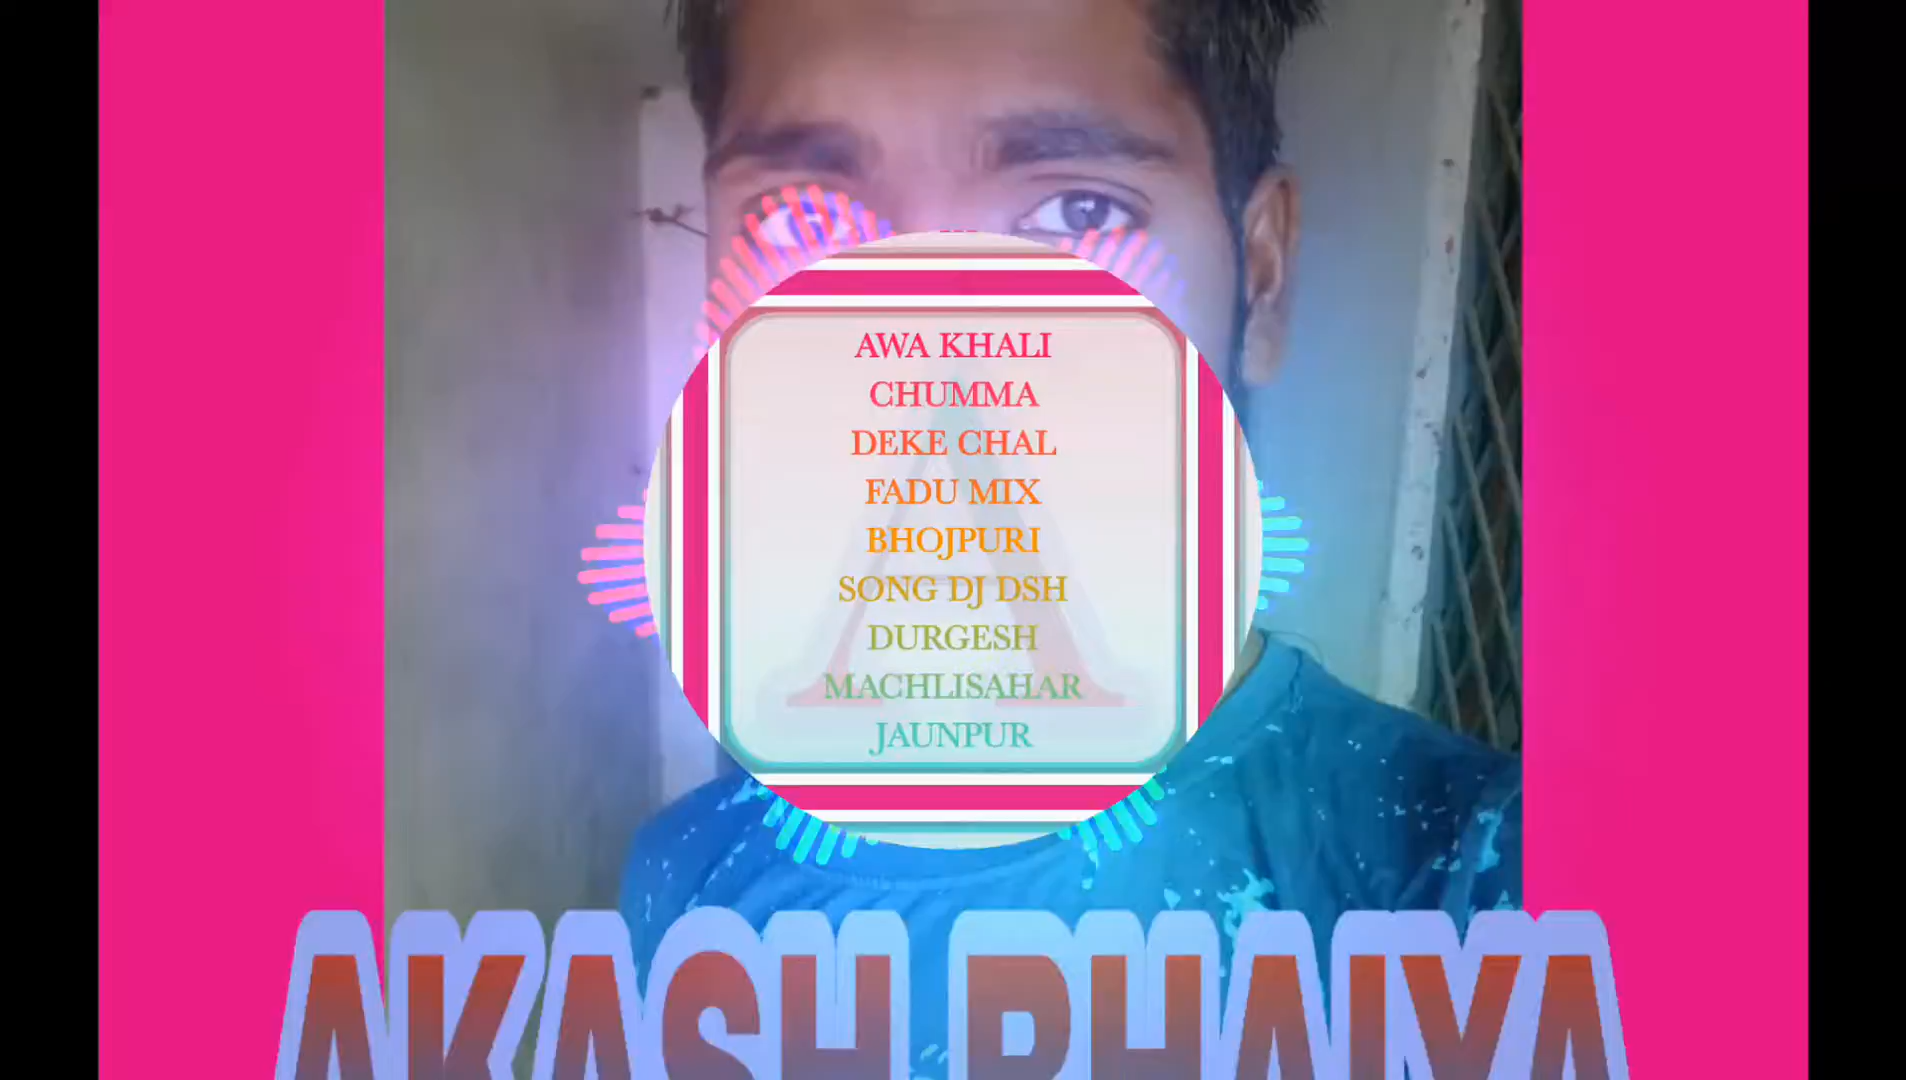 AWA KHALI
CHUMMA
DEKE CHAL
FADU MIX
BHOJPURI
SONG DJ DSH
DURGESH
MACHLISAHAR
JAUNPUR
AKASH BHAIYA